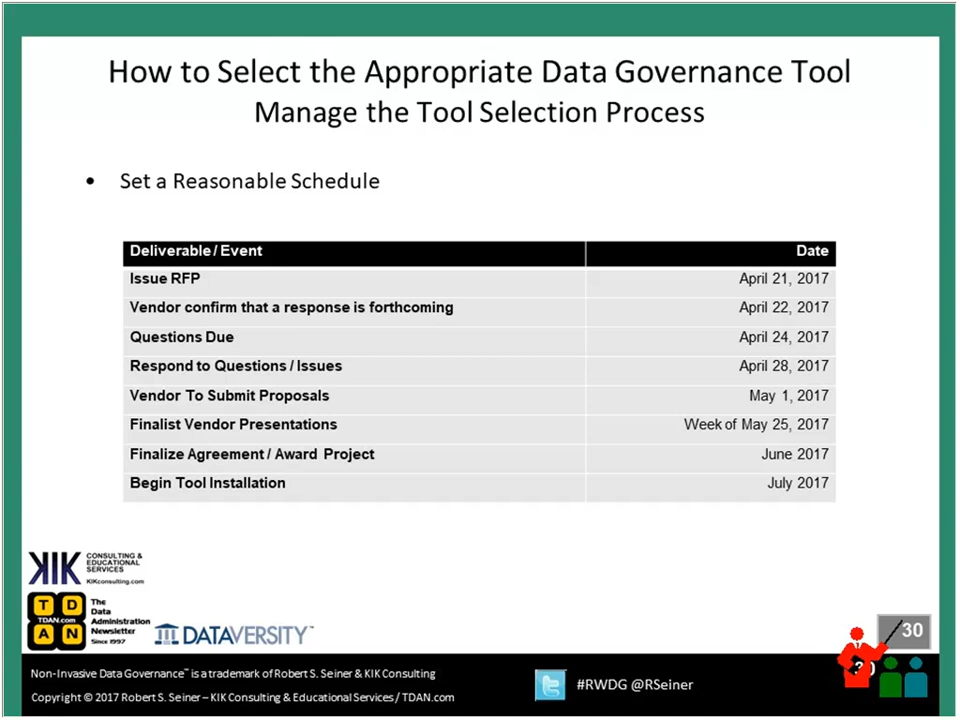 How to Select the Appropriate Data Governance Tool
Manage the Tool Selection Process
• Set a Reasonable Schedule
Deliverable / Event Date
Issue RFP April 21, 2017
Vendor confirm that a response is forthcoming April 22, 2017
Questions Due April 24, 2017
Respond to Questions / Issues April 28, 2017
Vendor To Submit Proposals May 1, 2017
Finalist Vendor Presentations Week of May 25, 2017
Finalize Agreement / Award Project June 2017
Begin Tool Installation July 2017
KIK
CONSULTING &
EDUCATIONAL
SERVICES
KIKconsulting.com
T D
TDAN.com
A N
The
Data
Administration
Newsletter
Since 1997
DATAVERSITY™
30
30
Non-Invasive Data Governance™ is a trademark of Robert S. Seiner & KIK Consulting
Copyright © 2017 Robert S. Seiner – KIK Consulting & Educational Services / TDAN.com
#RWDG @RSeiner